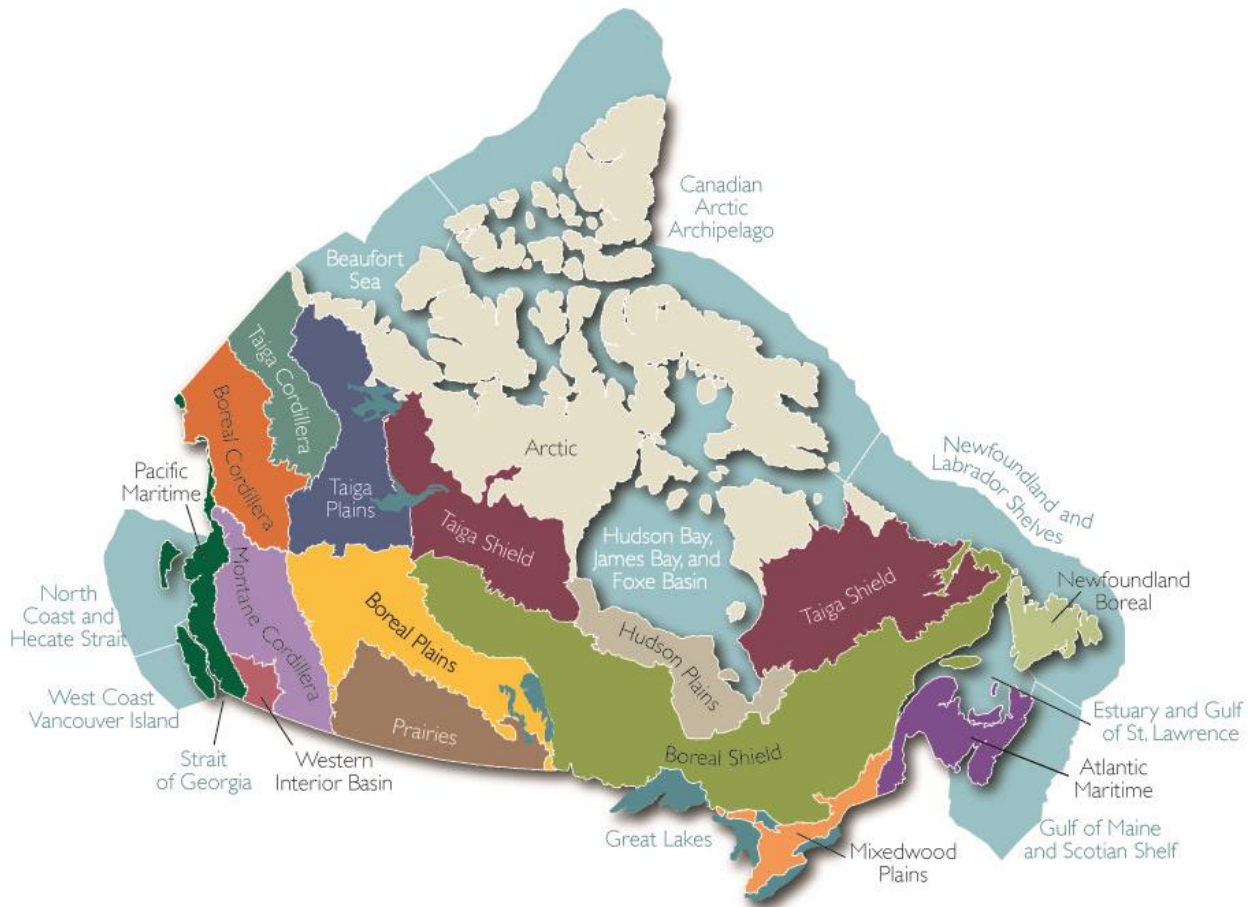 Canadian
Arctic
Archipelago
Beaufort
Sea
Taiga Cordillera
Boreal Cordillera
Arctic
Newfoundland and
Labrador Shelves
Pacific
Maritime
Taiga
Plains
Taiga Shield
Hudson Bay,
James Bay, and
Foxe Basin
Taiga Shield
Newfoundland
Boreal
North
Coast and
Hecate Strait
Montane Cordillera
Boreal Plains
Hudson Plains
West Coast
Vancouver Island
Prairies
Estuary and Gulf
of St. Lawrence
Strait
of Georgia
Western
Interior Basin
Boreal Shield
Atlantic
Maritime
Great Lakes
Mixedwood
Plains
Gulf of Maine
and Scotian Shelf